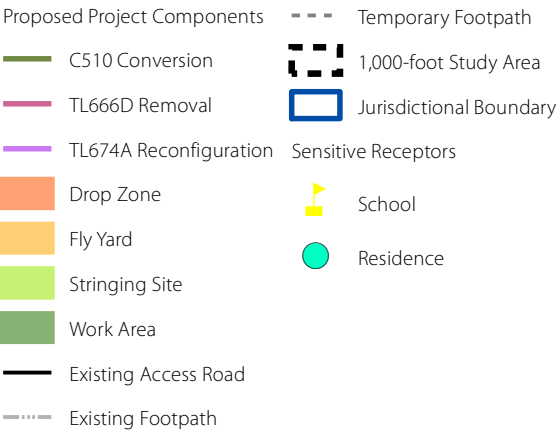 Proposed Project Components
C510 Conversion
TL666D Removal
TL674A Reconfiguration
Drop Zone
Fly Yard
Stringing Site
Work Area
Existing Access Road
Existing Footpath
Temporary Footpath
1,000-foot Study Area
Jurisdictional Boundary
Sensitive Receptors
School
Residence